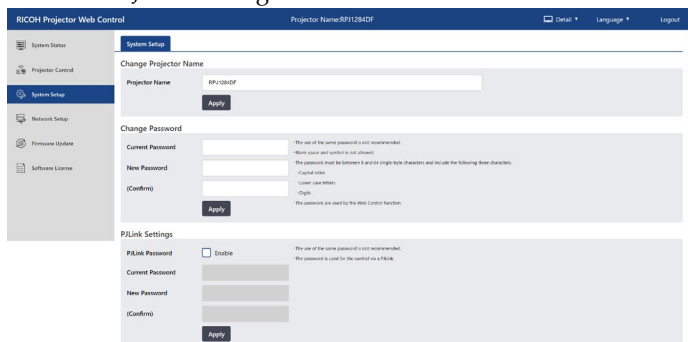 RICOH Projector Web Control
Projector Name:RPJ1284DF
Detail ▼
Language ▼
Logout
System Status
Projector Control
System Setup
Network Setup
Firmware Update
Software License
System Setup
Change Projector Name
Projector Name
RPJ1284DF
Apply
Change Password
Current Password
New Password
(Confirm)
Apply
·The use of the same password is not recommended.
·Blank space and symbol is not allowed.
·The password must be between 8 and 64 single-byte characters and include the following three characters.
·Capital letter
·Lower case letters
·Digits
·The password are used by the Web Control function.
PJLink Settings
PJLink Password
Enable
·The use of the same password is not recommended.
·The password is used for the control via a PJLink
Current Password
New Password
(Confirm)
Apply